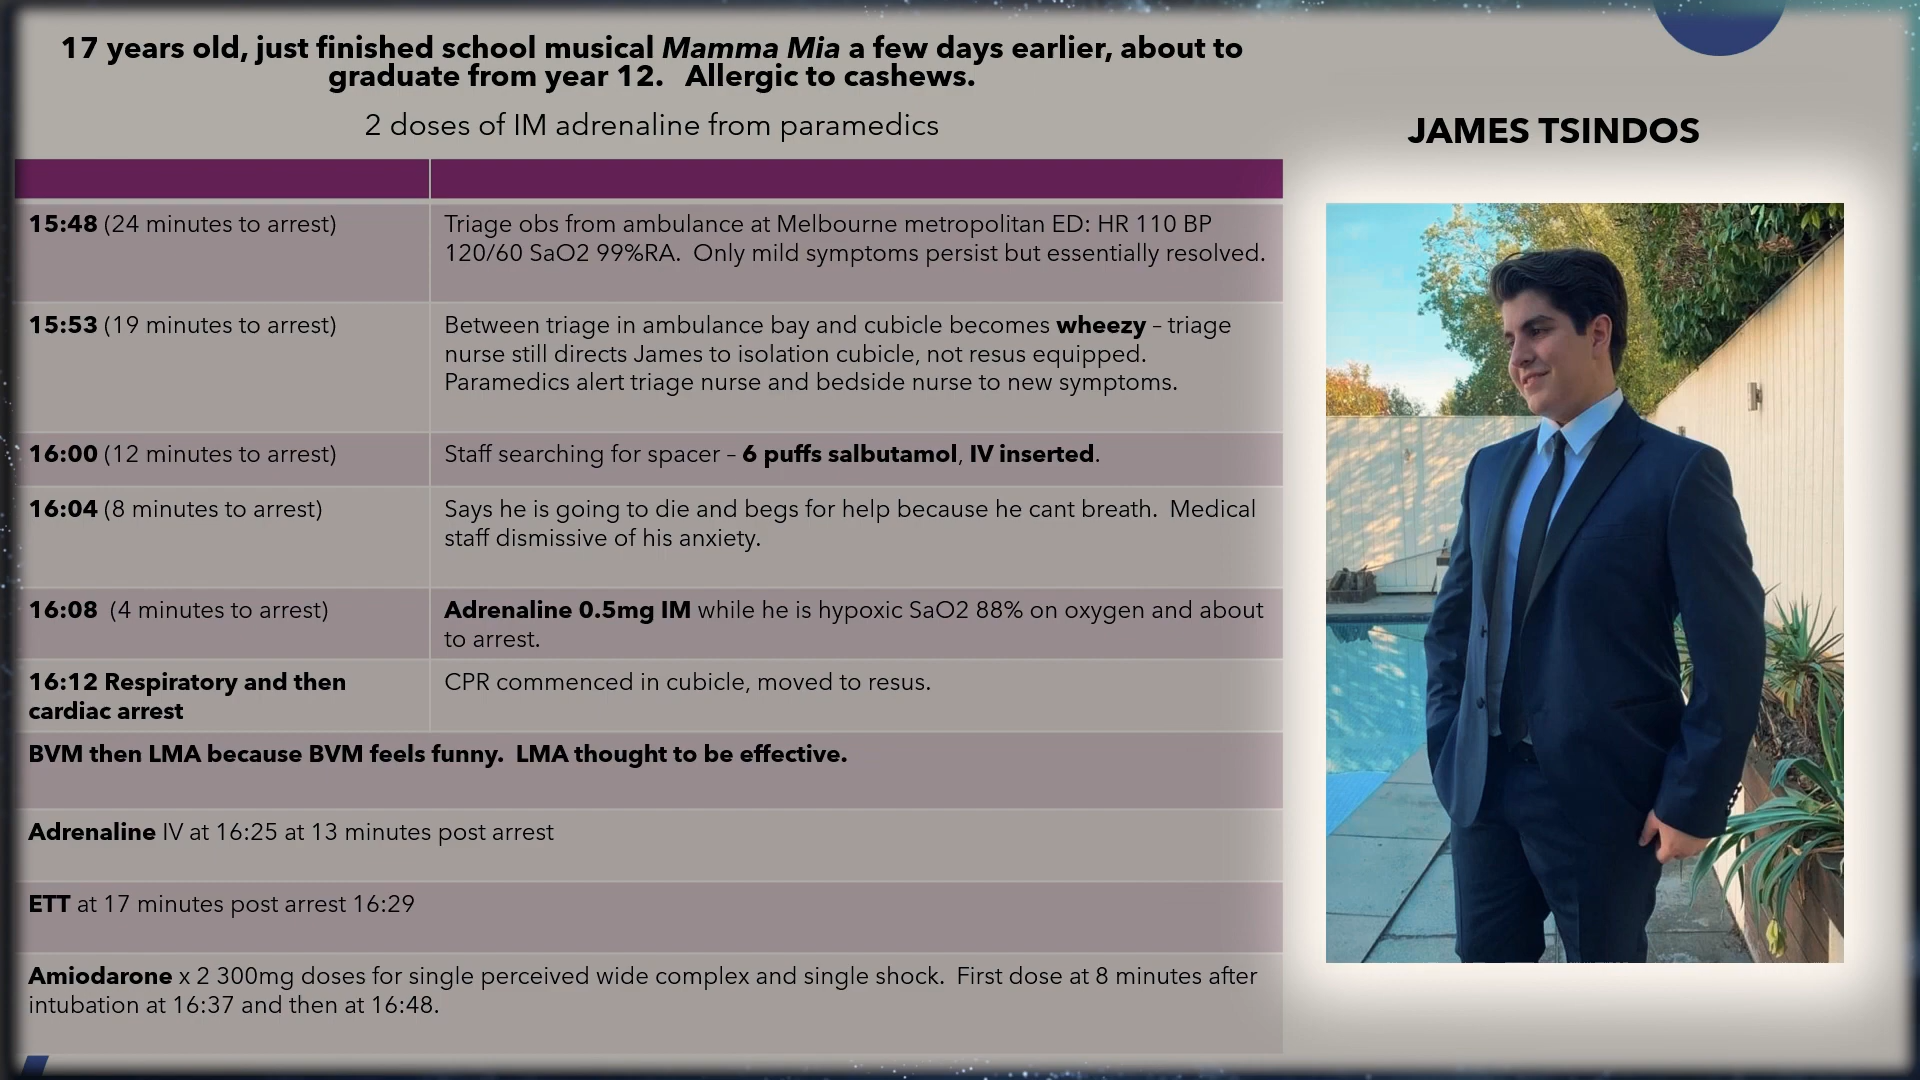 17 years old, just finished school musical Mamma Mia a few days earlier, about to
graduate from year 12.   Allergic to cashews.
2 doses of IM adrenaline from paramedics
JAMES TSINDOS
15:48 (24 minutes to arrest)
Triage obs from ambulance at Melbourne metropolitan ED: HR 110 BP
120/60 SaO2 99%RA.  Only mild symptoms persist but essentially resolved.
15:53 (19 minutes to arrest)
Between triage in ambulance bay and cubicle becomes wheezy – triage
nurse still directs James to isolation cubicle, not resus equipped.
Paramedics alert triage nurse and bedside nurse to new symptoms.
16:00 (12 minutes to arrest)
Staff searching for spacer – 6 puffs salbutamol, IV inserted.
16:04 (8 minutes to arrest)
Says he is going to die and begs for help because he cant breath.  Medical
staff dismissive of his anxiety.
16:08  (4 minutes to arrest)
Adrenaline 0.5mg IM while he is hypoxic SaO2 88% on oxygen and about
to arrest.
16:12 Respiratory and then
cardiac arrest
CPR commenced in cubicle, moved to resus.
BVM then LMA because BVM feels funny.  LMA thought to be effective.
Adrenaline IV at 16:25 at 13 minutes post arrest
ETT at 17 minutes post arrest 16:29
Amiodarone x 2 300mg doses for single perceived wide complex and single shock.  First dose at 8 minutes after
intubation at 16:37 and then at 16:48.